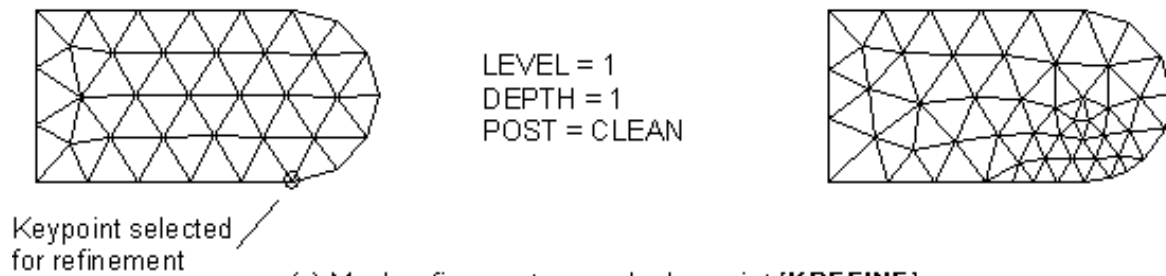 LEVEL = 1
DEPTH = 1
POST = CLEAN
Keypoint selected
for refinement